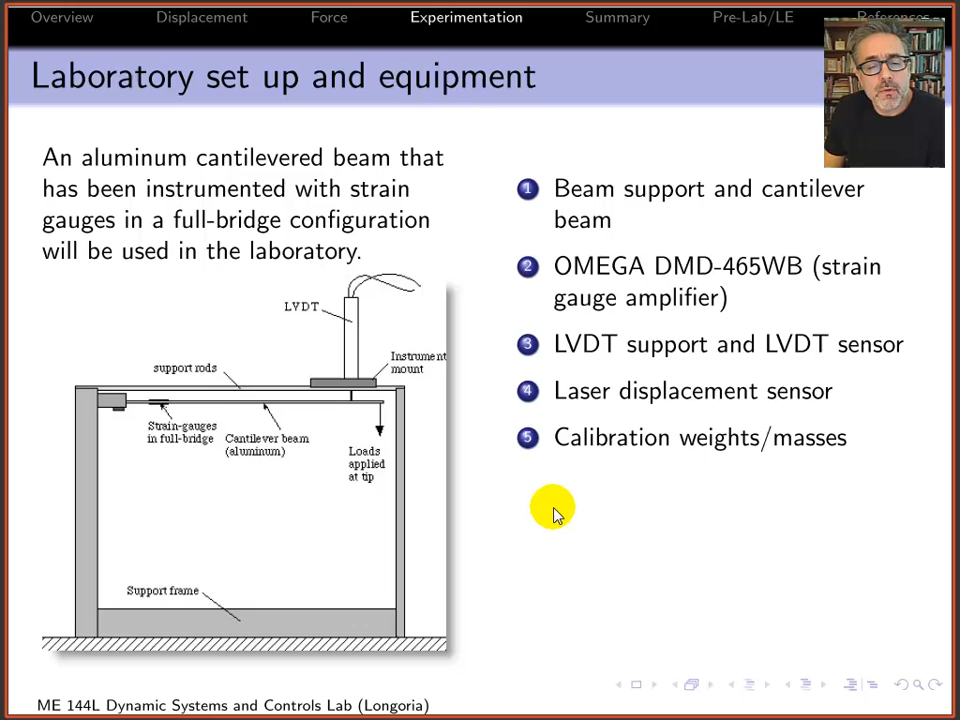 Overview Displacement Force Experimentation Summary Pre-Lab/LE References
Laboratory set up and equipment
An aluminum cantilevered beam that
has been instrumented with strain
gauges in a full-bridge configuration
will be used in the laboratory.
LVDT
Instrument
mount
support rods
Strain-gauges
in full-bridge
Cantilever beam
(aluminum)
Loads
applied
at tip
Support frame
1 Beam support and cantilever
beam
2 OMEGA DMD-465WB (strain
gauge amplifier)
3 LVDT support and LVDT sensor
4 Laser displacement sensor
5 Calibration weights/masses
ME 144L Dynamic Systems and Controls Lab (Longoria)